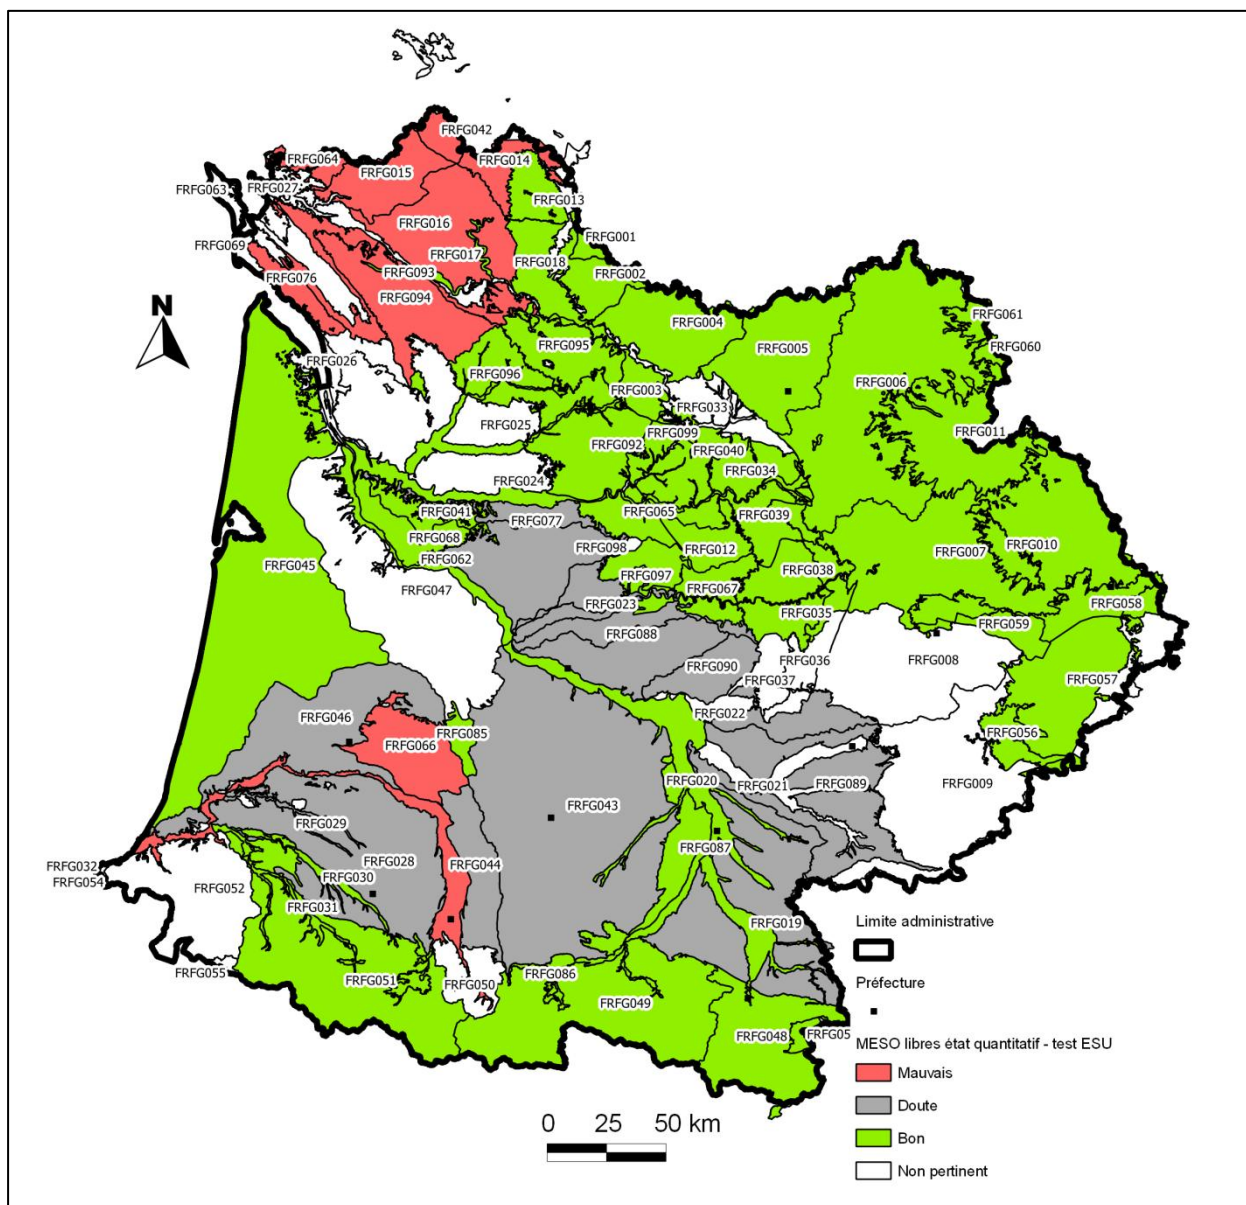 FRFG042
FRFG064
FRFG014
FRFG015
FRFG063
FRFG027
FRFG013
FRFG016
FRFG001
FRFG069
FRFG017
FRFG018
FRFG093
FRFG002
FRFG076
FRFG094
N
FRFG004
FRFG061
FRFG005
FRFG060
FRFG095
FRFG026
FRFG096
FRFG006
FRFG003
FRFG033
FRFG025
FRFG099
FRFG011
FRFG092
FRFG040
FRFG034
FRFG024
FRFG041
FRFG065
FRFG039
FRFG077
FRFG068
FRFG098
FRFG012
FRFG007
FRFG010
FRFG062
FRFG045
FRFG038
FRFG097
FRFG047
FRFG067
FRFG023
FRFG058
FRFG035
FRFG059
FRFG088
FRFG090
FRFG036
FRFG008
FRFG037
FRFG057
FRFG022
FRFG046
FRFG085
FRFG056
FRFG066
FRFG020
FRFG021
FRFG089
FRFG009
FRFG043
FRFG029
FRFG087
FRFG028
FRFG044
FRFG032
FRFG054
FRFG052
FRFG030
FRFG031
FRFG019
FRFG055
FRFG051
FRFG050
FRFG086
FRFG049
FRFG048
FRFG05
Limite administrative
Préfecture
MESO libres état quantitatif - test ESU
Mauvais
Doute
Bon
Non pertinent
0 25 50 km